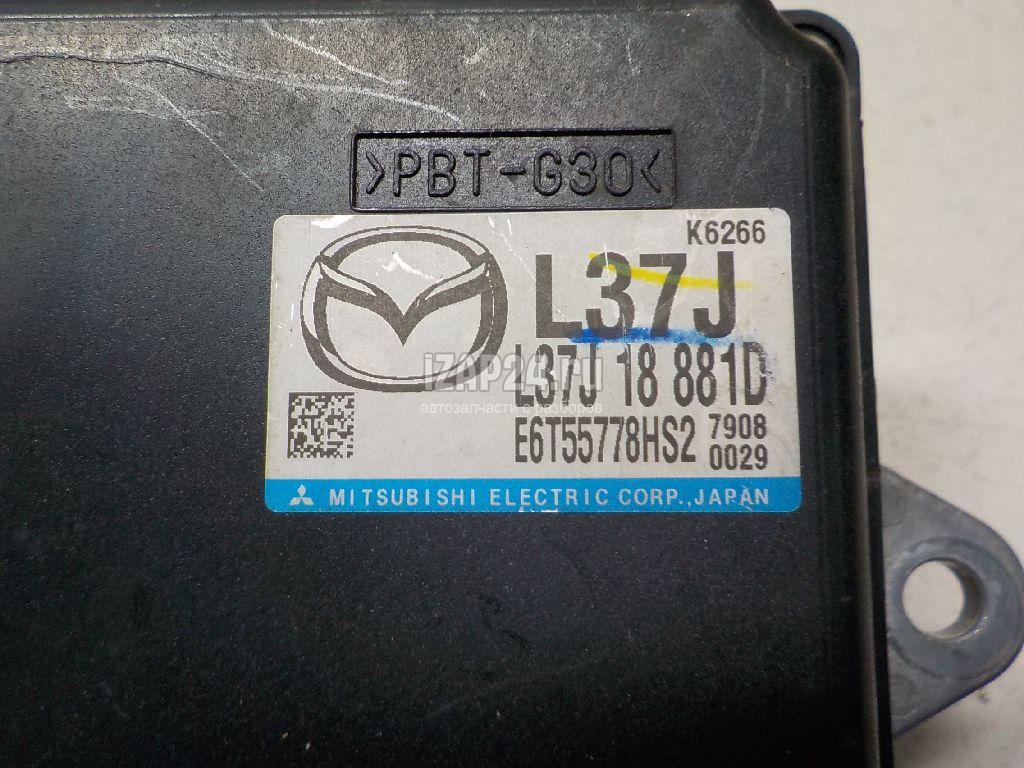 >PBT-G30<
K6266
L37J
L37J 18 881D
iZAP24.ru
автозапчасти с разборов
E6T55778HS2 7908
0029
MITSUBISHI ELECTRIC CORP., JAPAN